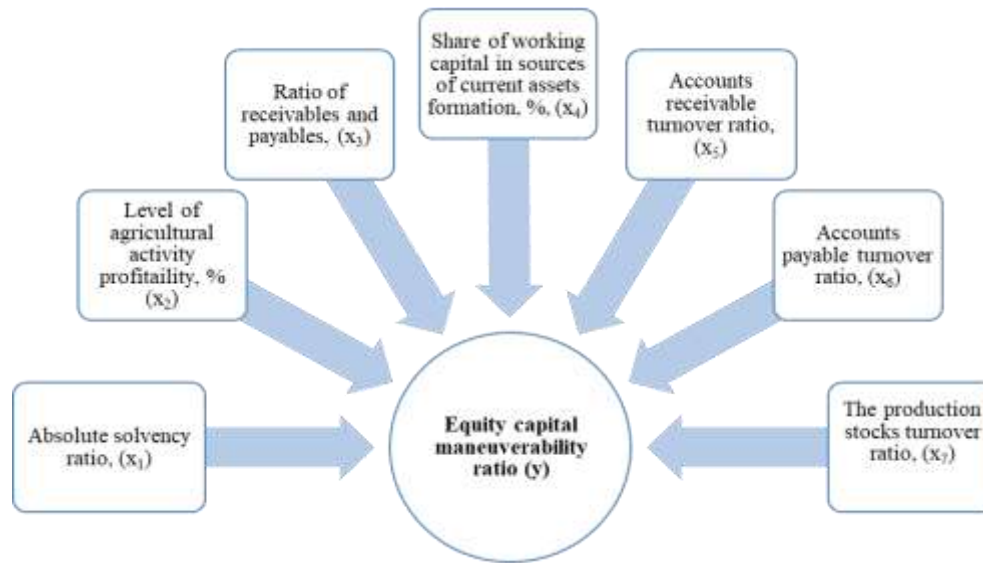 Absolute solvency
ratio, (x₁)
Level of
agricultural
activity
profitaility, %
(x₂)
Ratio of
receivables and
payables, (x₃)
Share of working
capital in sources
of current assets
formation, %, (x₄)
Accounts
receivable
turnover ratio,
(x₅)
Accounts
payable turnover
ratio, (x₆)
The production
stocks turnover
ratio, (x₇)
Equity capital
maneuverability
ratio (y)